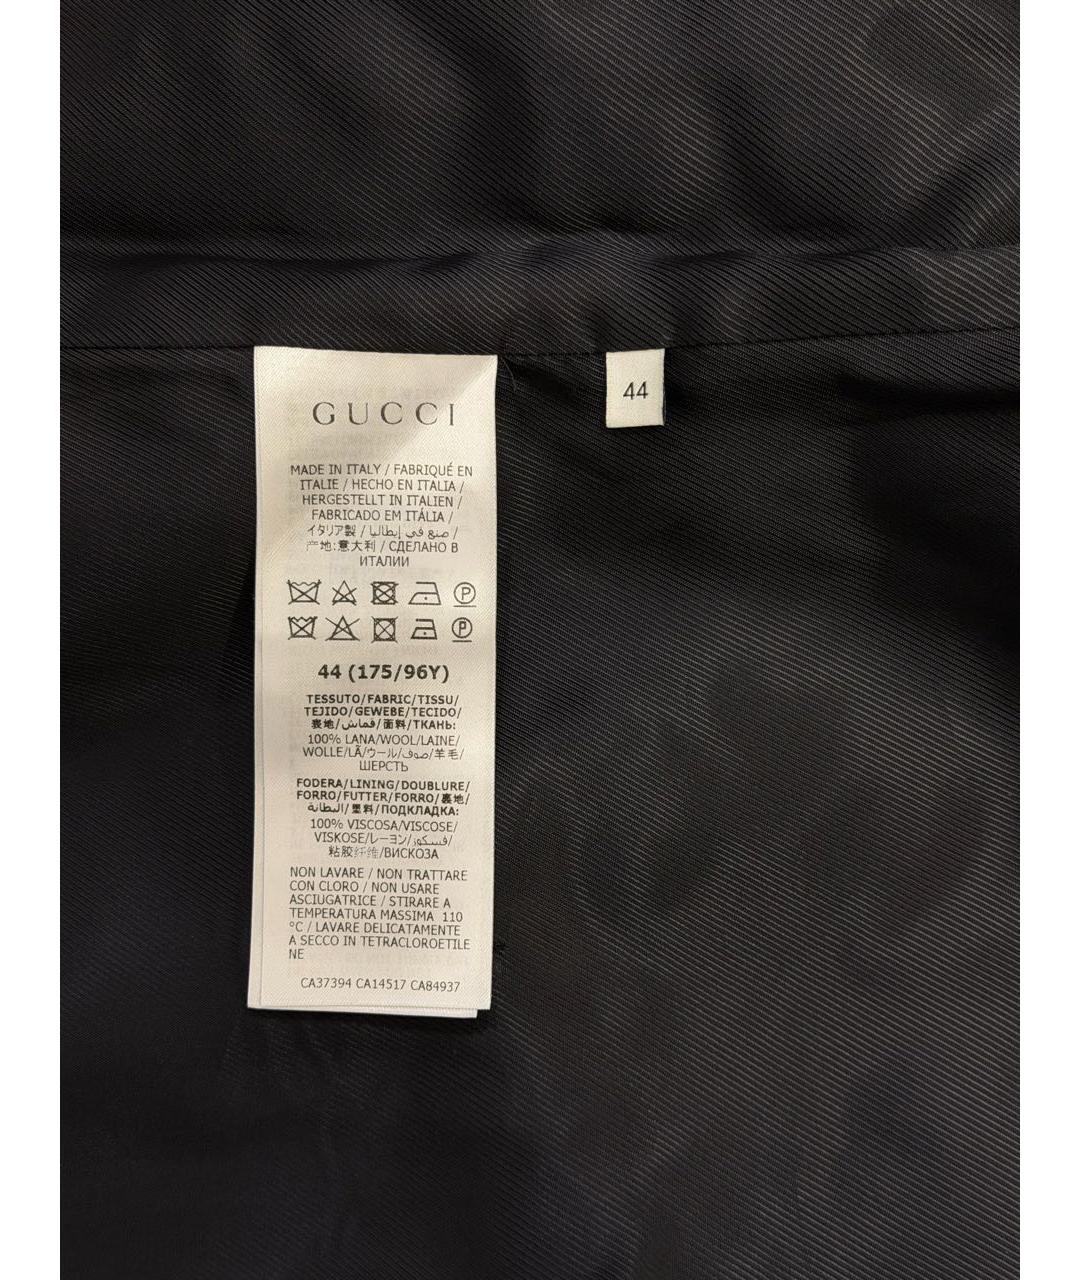 GUCCI
44
MADE IN ITALY / FABRIQUÉ EN
ITALIE / HECHO EN ITALIA /
HERGESTELLT IN ITALIEN /
FABRICADO EM ITÁLIA /
イタリア製 / صنع في إيطاليا /
产地:意大利 / СДЕЛАНО В
ИТАЛИИ
P
P
44 (175/96Y)
TESSUTO/FABRIC/TISSU/
TEJIDO/GEWEBE/TECIDO/
表地/قماش/面料/ТКАНЬ:
100% LANA/WOOL/LAINE/
WOLLE/LÃ/ウール/صوف/羊毛/
ШЕРСТЬ
FODERA/LINING/DOUBLURE/
FORRO/FUTTER/FORRO/裏地/
البطانة/里料/ПОДКЛАДКА:
100% VISCOSA/VISCOSE/
VISKOSE/レーヨン/فسكوز/
粘胶纤维/ВИСКОЗА
NON LAVARE / NON TRATTARE
CON CLORO / NON USARE
ASCIUGATRICE / STIRARE A
TEMPERATURA MASSIMA 110
°C / LAVARE DELICATAMENTE
A SECCO IN TETRACLOROETILE
NE
CA37394 CA14517 CA84937